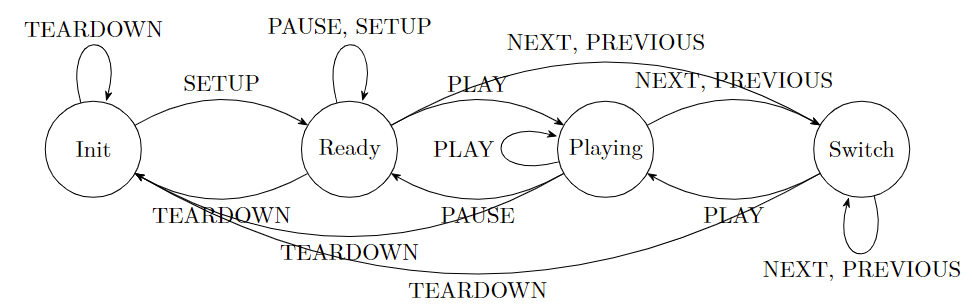 TEARDOWN
PAUSE, SETUP
NEXT, PREVIOUS
SETUP
PLAY
NEXT, PREVIOUS
Init
Ready
PLAY
Playing
Switch
TEARDOWN
PAUSE
PLAY
TEARDOWN
NEXT, PREVIOUS
TEARDOWN